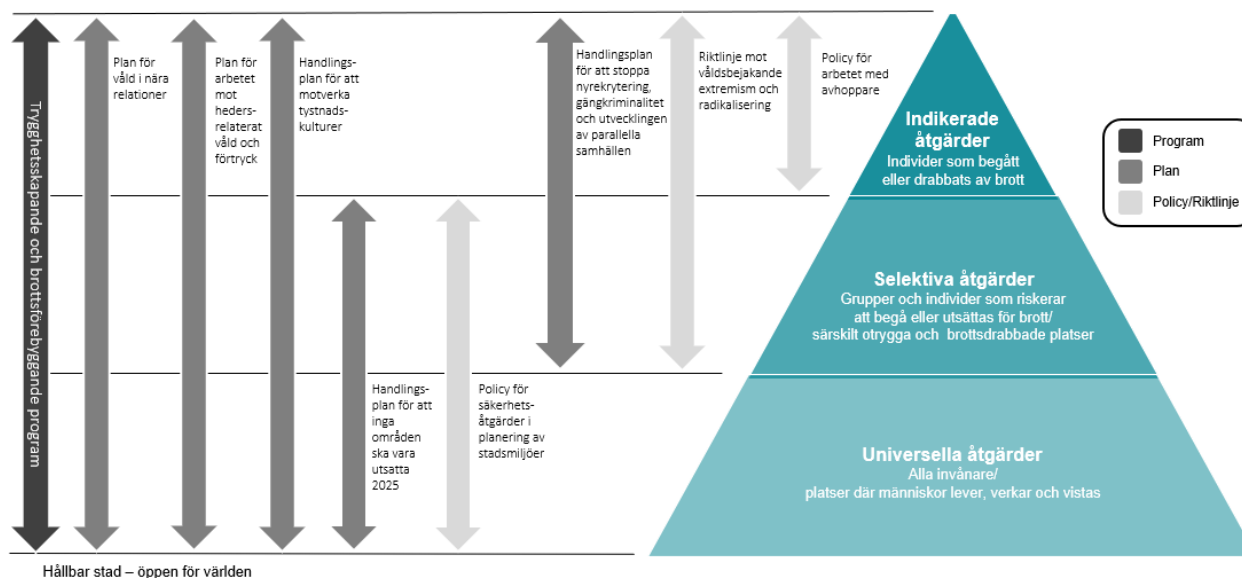 Trygghetsskapande och brottsförebyggande program
Plan för
våld i nära
relationer
Plan för
arbetet
mot
heders-
relaterat
våld och
förtryck
Handlings-
plan för att
motverka
tystnads-
kulturer
Handlings-
plan för att
inga
områden
ska vara
utsatta
2025
Policy för
säkerhets-
åtgärder i
planering av
stadsmiljöer
Handlingsplan
för att stoppa
nyrekrytering,
gängkriminalitet
och utvecklingen
av parallella
samhällen
Riktlinje mot
våldsbejakande
extremism och
radikalisering
Policy för
arbetet med
avhoppare
Indikerade
åtgärder
Individer som begått
eller drabbats av brott
Selektiva åtgärder
Grupper och individer som riskerar
att begå eller utsättas för brott/
särskilt otrygga och brottsdrabbade platser
Universella åtgärder
Alla invånare/
platser där människor lever, verkar och vistas
Program
Plan
Policy/Riktlinje
Hållbar stad – öppen för världen